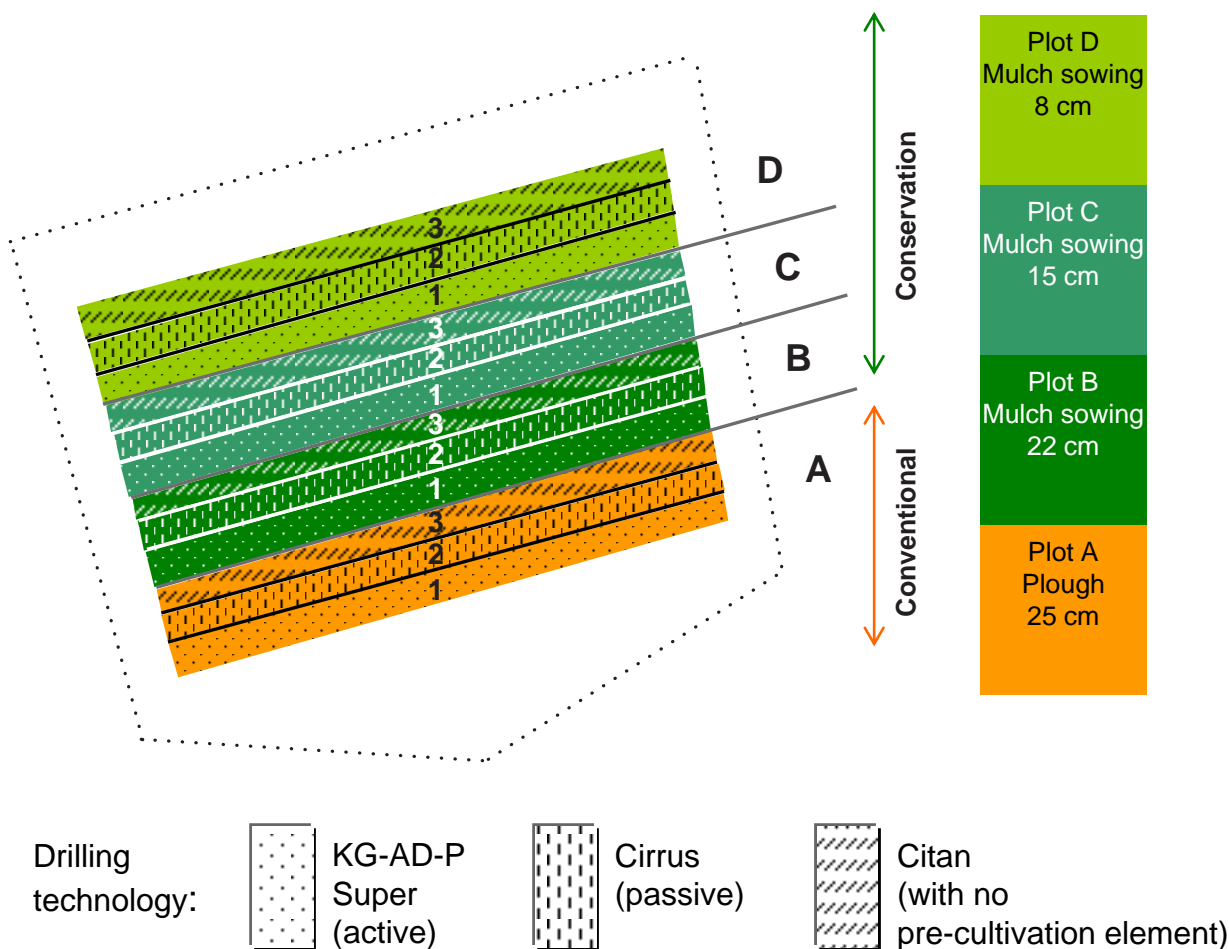 Plot D
Mulch sowing
8 cm
Plot C
Mulch sowing
15 cm
Plot B
Mulch sowing
22 cm
Plot A
Plough
25 cm
Conservation
Conventional
D
C
B
A
3
2
1
3
2
1
3
2
1
3
2
1
Drilling
technology:
KG-AD-P
Super
(active)
Cirrus
(passive)
Citan
(with no
pre-cultivation element)